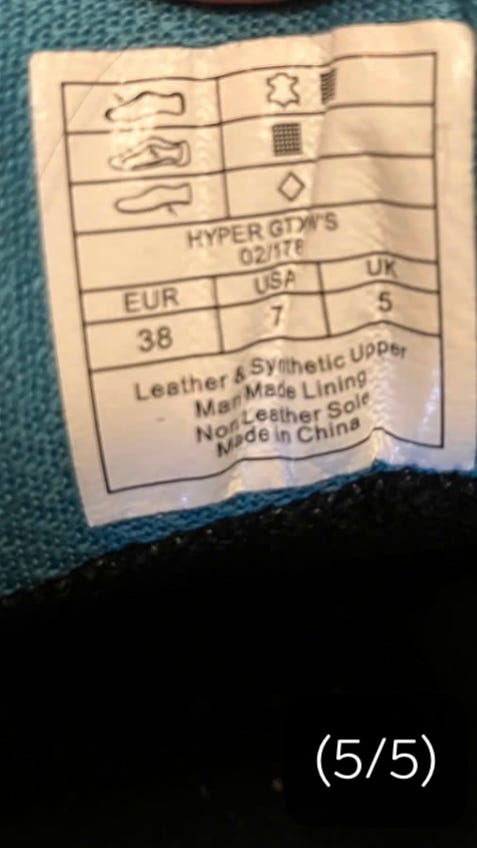 HYPER GTX W'S
02/178
EUR USA UK
38 7 5
Leather & Synthetic Upper
Man Made Lining
Non Leather Sole
Made in China
(5/5)